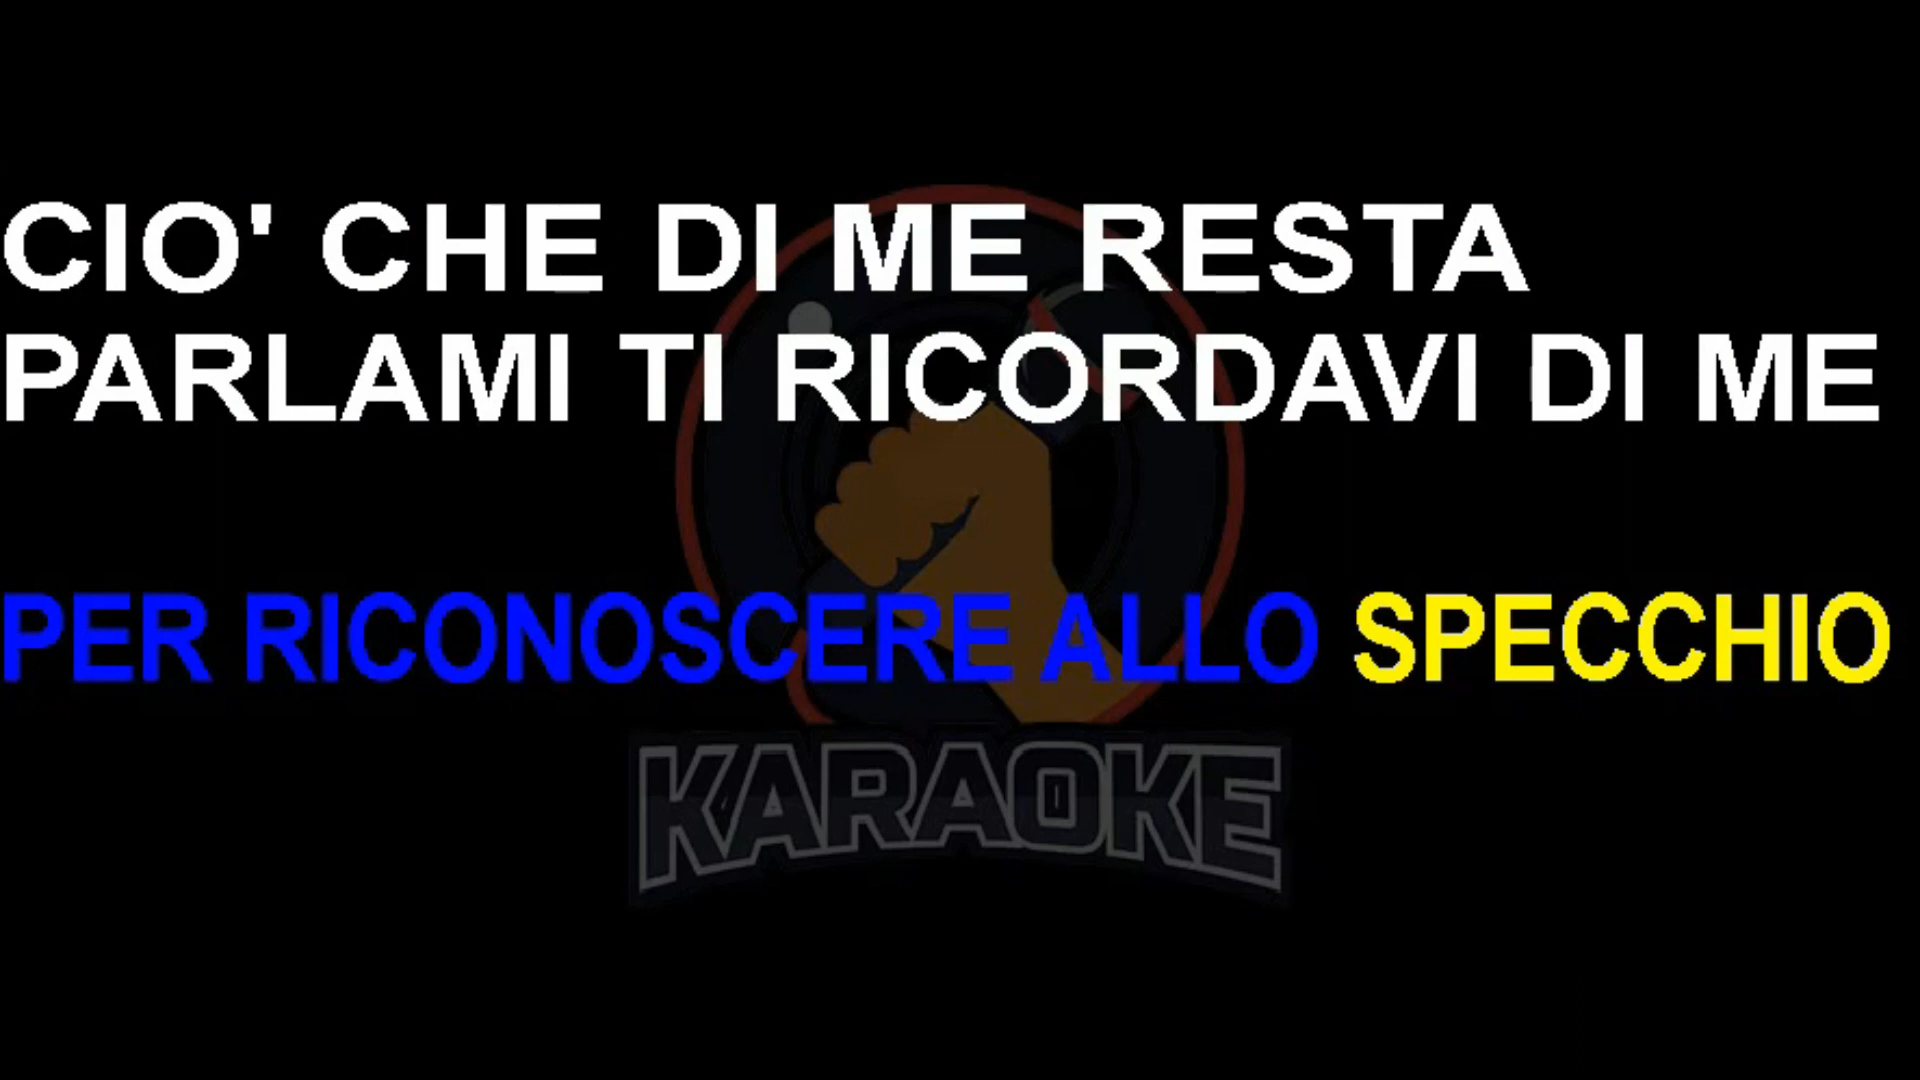 CIO' CHE DI ME RESTA
PARLAMI TI RICORDAVI DI ME
PER RICONOSCERE ALLO SPECCHIO
KARAOKE